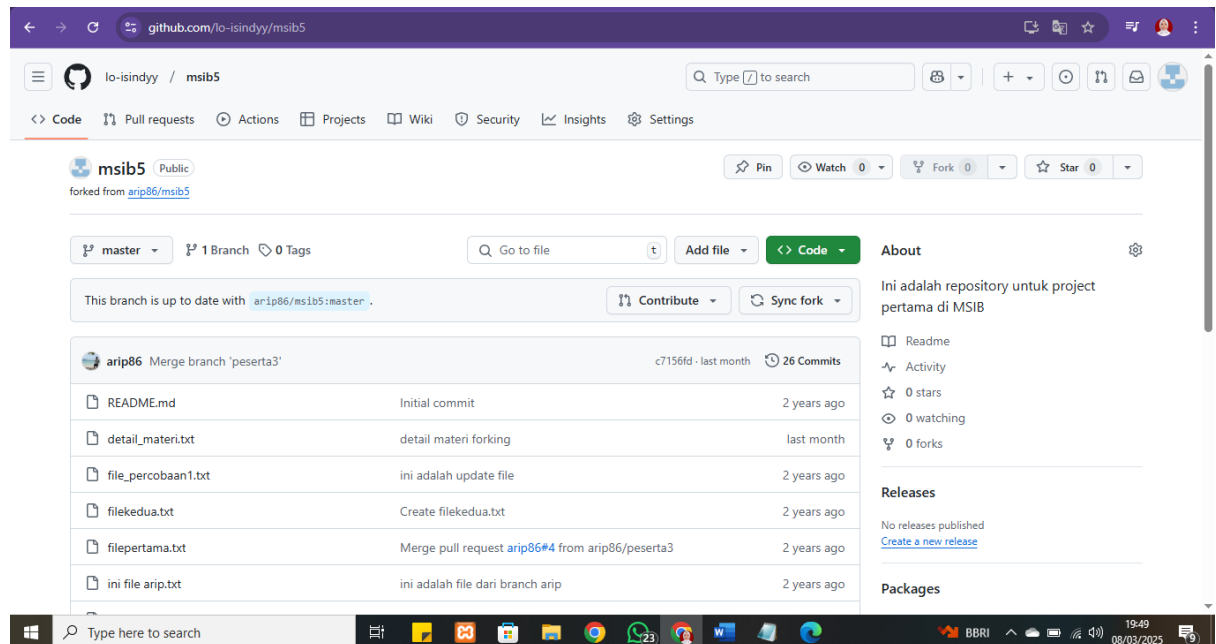 github.com/lo-isindyy/msib5
lo-isindyy / msib5
Type / to search
<> Code Pull requests Actions Projects Wiki Security Insights Settings
msib5 Public
Pin Watch 0 Fork 0 Star 0
forked from arip86/msib5
master 1 Branch 0 Tags
Go to file t Add file <> Code
About
This branch is up to date with arip86/msib5:master .
Contribute Sync fork
Ini adalah repository untuk project
pertama di MSIB
arip86 Merge branch 'peserta3' c7156fd · last month 26 Commits
README.md Initial commit 2 years ago
detail_materi.txt detail materi forking last month
file_percobaan1.txt ini adalah update file 2 years ago
filekedua.txt Create filekedua.txt 2 years ago
filepertama.txt Merge pull request arip86#4 from arip86/peserta3 2 years ago
ini file arip.txt ini adalah file dari branch arip 2 years ago
Readme
Activity
0 stars
0 watching
0 forks
Releases
No releases published
Create a new release
Packages
Type here to search
23
BBRI
19:49
08/03/2025